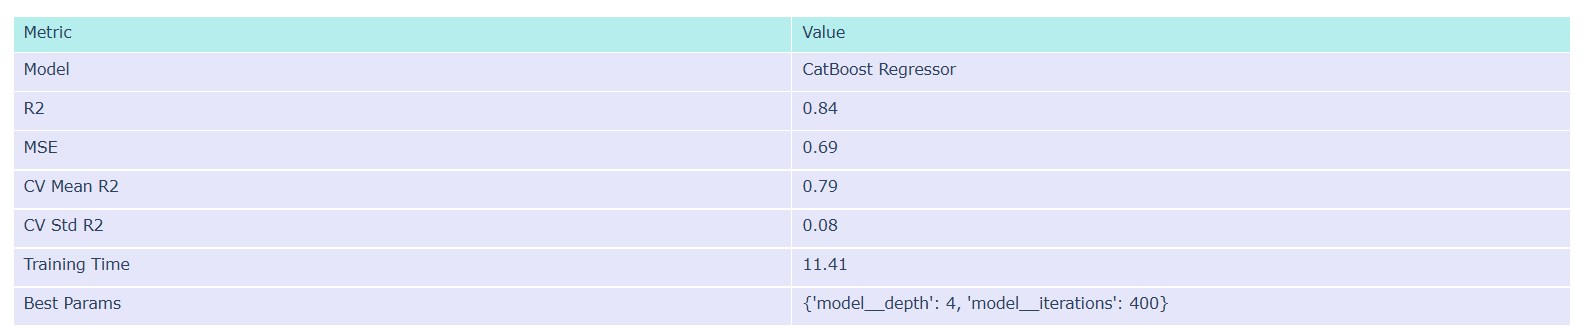 Metric Value
Model CatBoost Regressor
R2 0.84
MSE 0.69
CV Mean R2 0.79
CV Std R2 0.08
Training Time 11.41
Best Params {'model__depth': 4, 'model__iterations': 400}